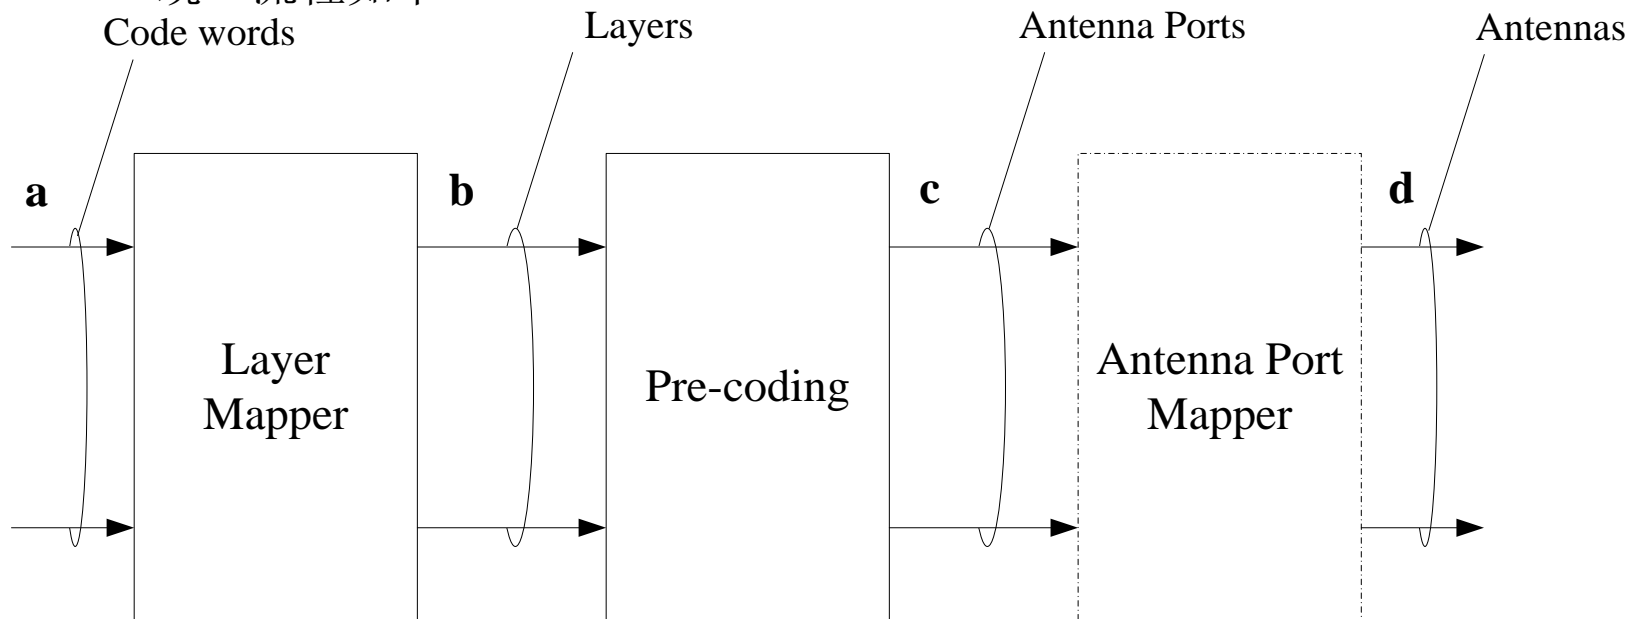 Code words
Layers
Antenna Ports
Antennas
a
b
c
d
Layer
Mapper
Pre-coding
Antenna Port
Mapper